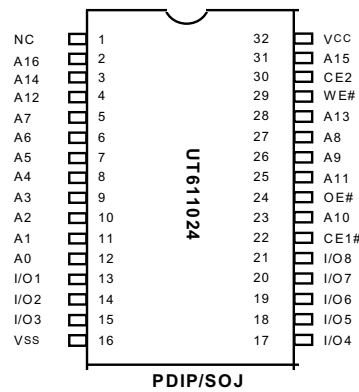 NC 1 32 VCC
A16 2 31 A15
A14 3 30 CE2
A12 4 29 WE#
A7 5 28 A13
A6 6 27 A8
A5 7 26 A9
A4 8 25 A11
A3 9 24 OE#
A2 10 23 A10
A1 11 22 CE1#
A0 12 21 I/O8
I/O1 13 20 I/O7
I/O2 14 19 I/O6
I/O3 15 18 I/O5
VSS 16 17 I/O4
UT611024
PDIP/SOJ